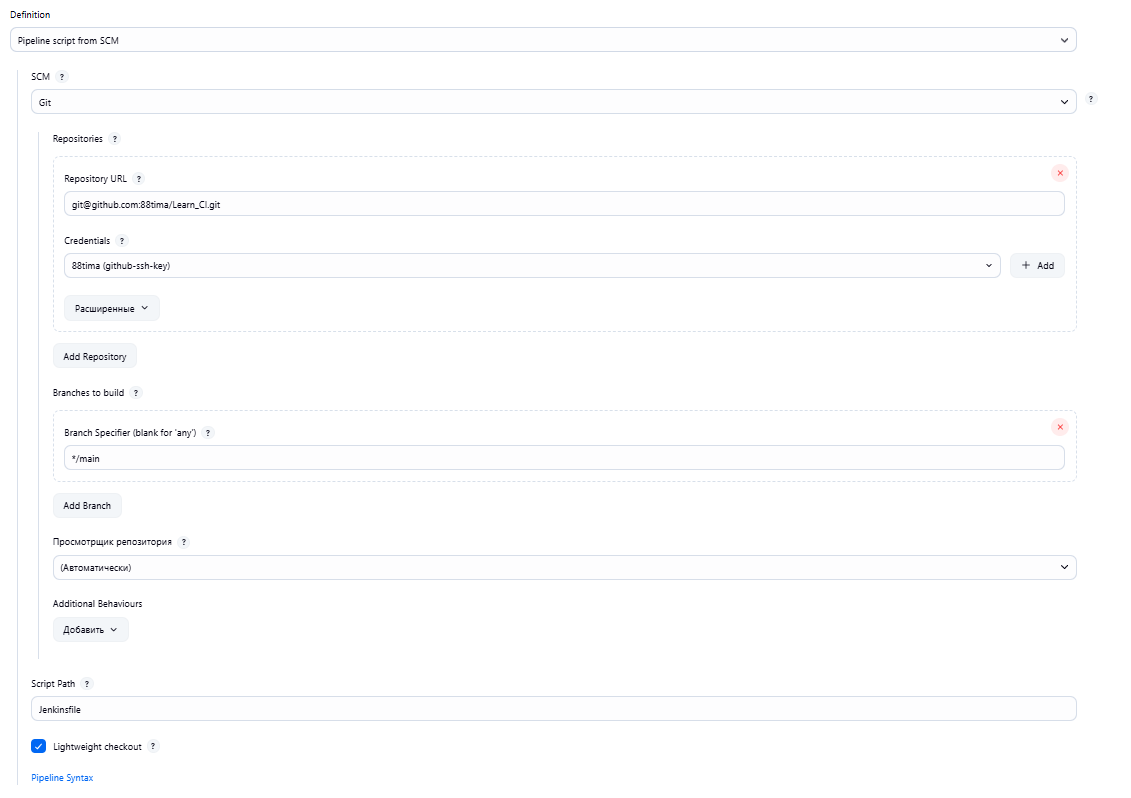 Definition
Pipeline script from SCM
SCM ?
Git
?
Repositories ?
Repository URL ?
git@github.com:88tima/Learn_CI.git
Credentials ?
88tima (github-ssh-key)
+ Add
Расширенные
Add Repository
Branches to build ?
Branch Specifier (blank for 'any') ?
*/main
Add Branch
Просмотрщик репозитория ?
(Автоматически)
Additional Behaviours
Добавить
Script Path ?
Jenkinsfile
Lightweight checkout ?
Pipeline Syntax